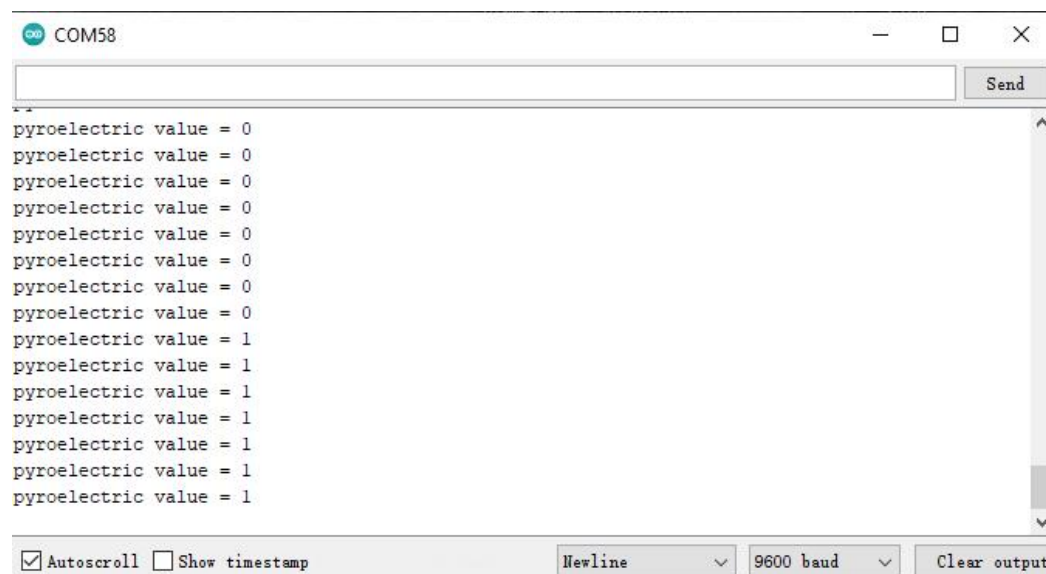 COM58
Send
pyroelectric value = 0
pyroelectric value = 0
pyroelectric value = 0
pyroelectric value = 0
pyroelectric value = 0
pyroelectric value = 0
pyroelectric value = 0
pyroelectric value = 0
pyroelectric value = 1
pyroelectric value = 1
pyroelectric value = 1
pyroelectric value = 1
pyroelectric value = 1
pyroelectric value = 1
pyroelectric value = 1
Autoscroll Show timestamp Newline 9600 baud Clear output